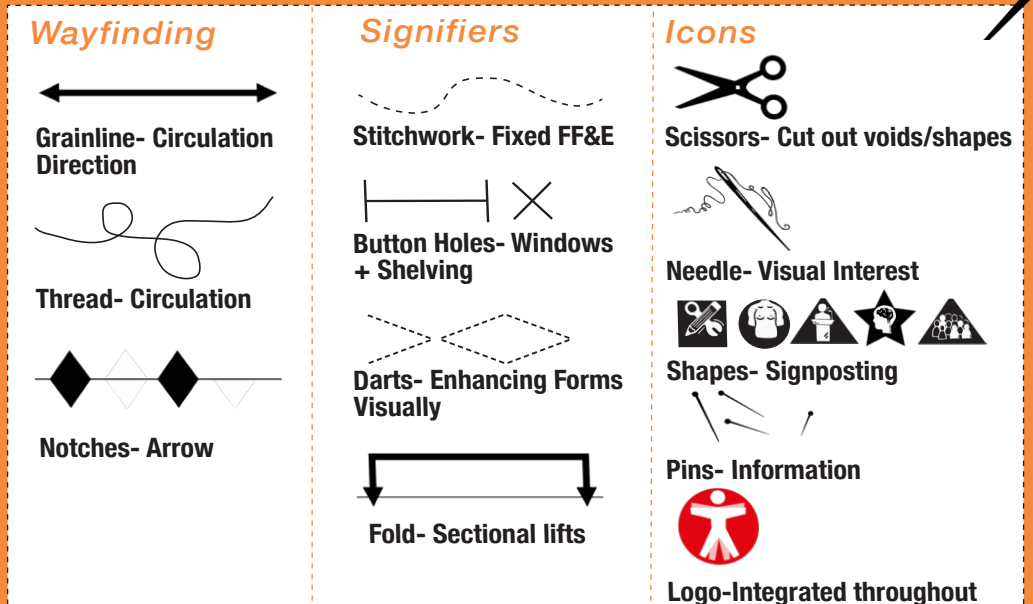 Wayfinding
Grainline- Circulation
Direction
Thread- Circulation
Notches- Arrow
Signifiers
Stitchwork- Fixed FF&E
Button Holes- Windows
+ Shelving
Darts- Enhancing Forms
Visually
Fold- Sectional lifts
Icons
Scissors- Cut out voids/shapes
Needle- Visual Interest
Shapes- Signposting
Pins- Information
Logo-Integrated throughout